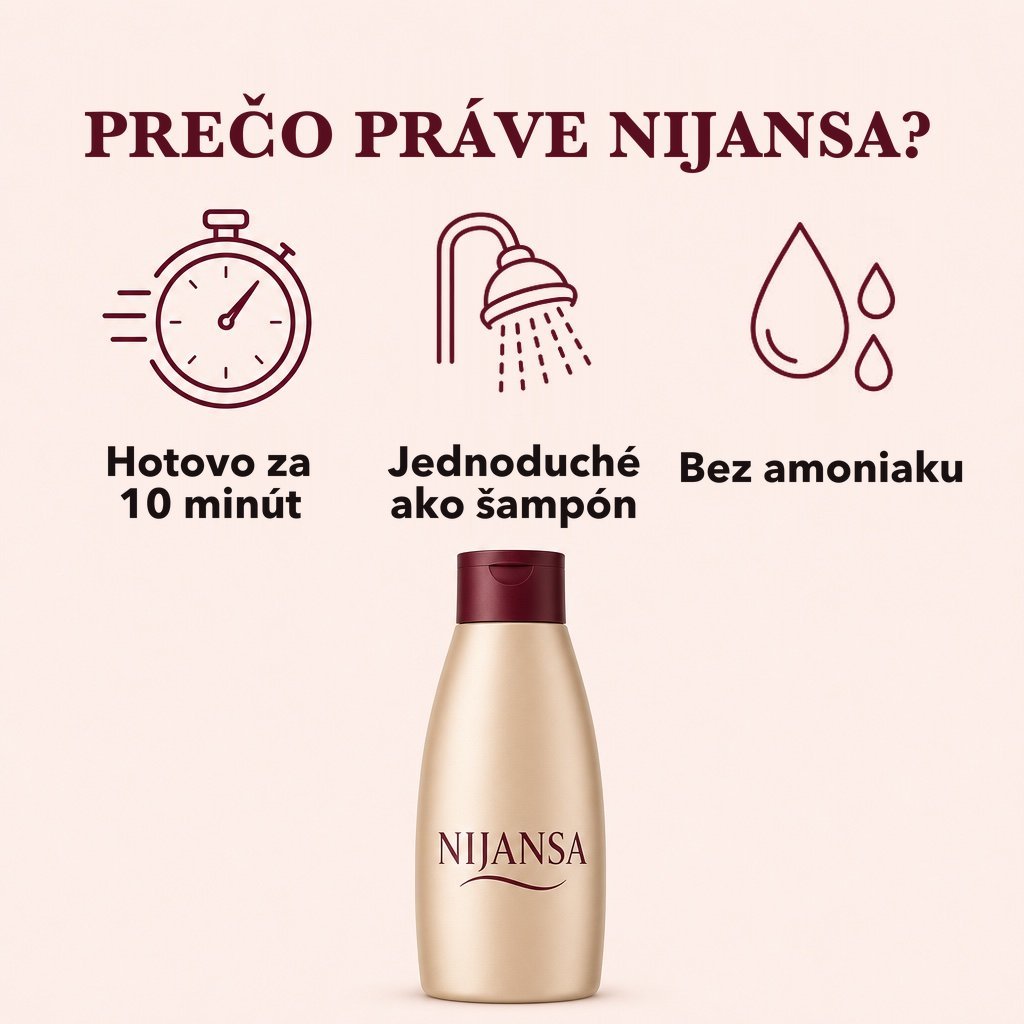 PREČO PRÁVE NIJANSA?
Hotovo za
10 minút
Jednoduché
ako šampón
Bez amoniaku
NIJANSA